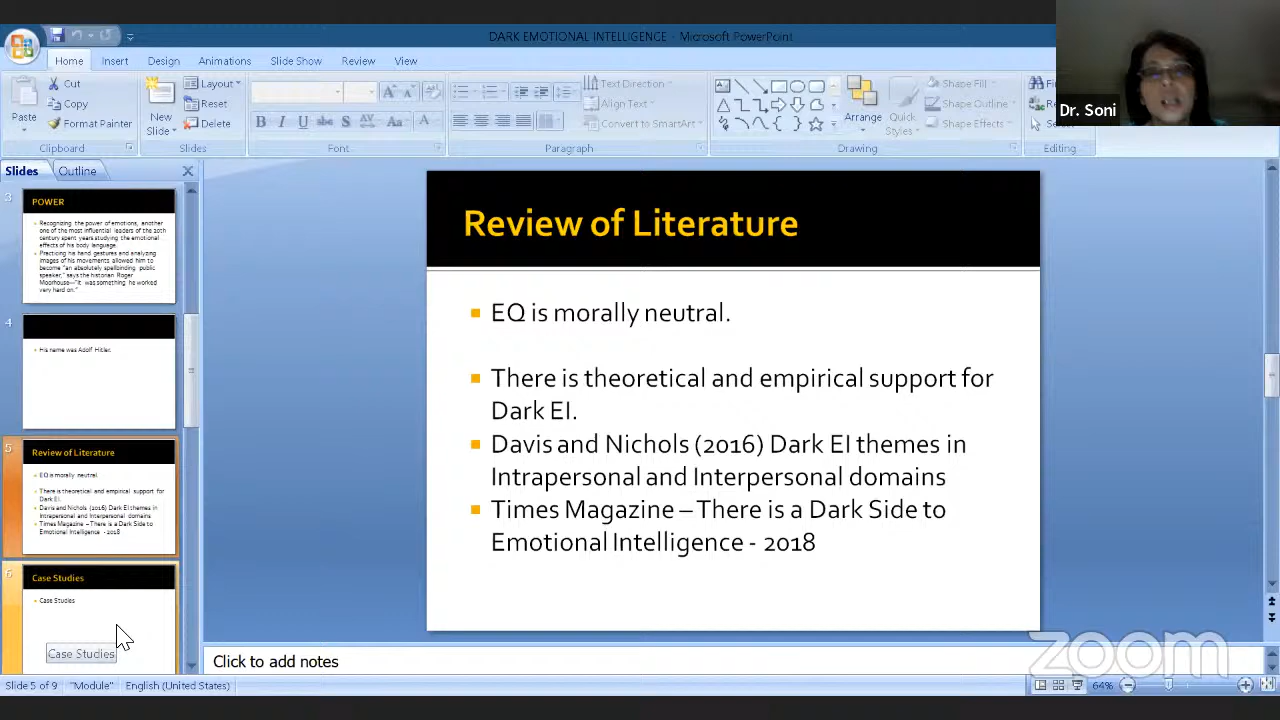 DARK EMOTIONAL INTELLIGENCE - Microsoft PowerPoint
Home Insert Design Animations Slide Show Review View
Paste
Cut
Copy
Format Painter
Clipboard
New Slide
Layout
Reset
Delete
Slides
B I U abc S AV Aa A
Font
Text Direction
Align Text
Convert to SmartArt
Paragraph
Arrange
Quick Styles
Shape Fill
Shape Outline
Shape Effects
Drawing
Editing
Dr. Soni
Slides Outline
3
POWER
Recognizing the power of emotions, another
one of the most influential leaders of the 20th
century spent years studying the emotional
effects of his body language.
Practicing his hand gestures and analyzing
images of his movements allowed him to
become "an absolutely spellbinding public
speaker," says the historian Roger
Moorhouse—"It was something he worked
very hard on."
4
His name was Adolf Hitler.
5
Review of Literature
EQ is morally neutral.
There is theoretical and empirical support for
Dark EI.
Davis and Nichols (2016) Dark EI themes in
Intrapersonal and Interpersonal domains
Times Magazine – There is a Dark Side to
Emotional Intelligence - 2018
6
Case Studies
Case Studies
Case Studies
Review of Literature
EQ is morally neutral.
There is theoretical and empirical support for
Dark EI.
Davis and Nichols (2016) Dark EI themes in
Intrapersonal and Interpersonal domains
Times Magazine – There is a Dark Side to
Emotional Intelligence - 2018
Click to add notes
zoom
Slide 5 of 9 "Module" English (United States)
64%